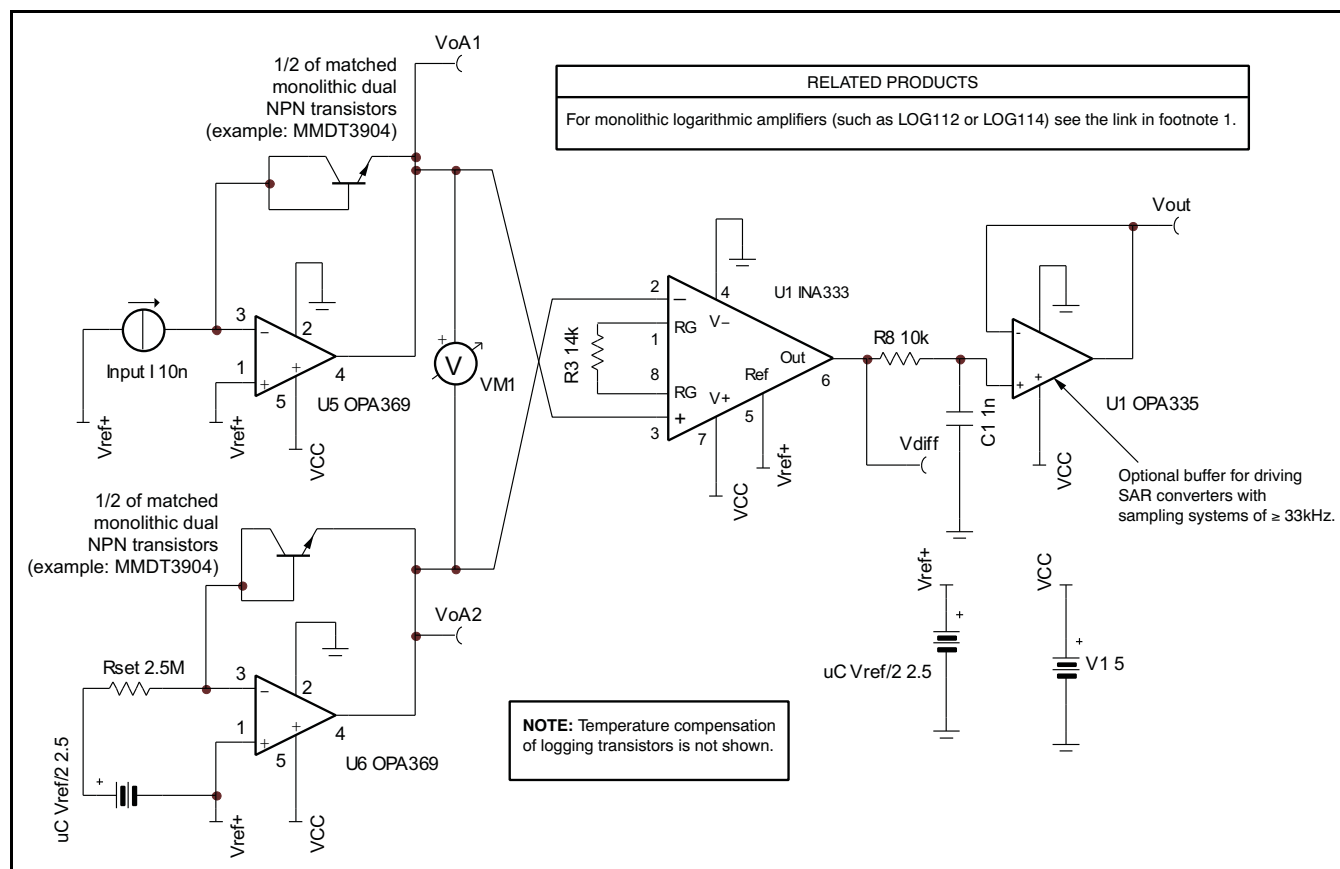 VoA1
1/2 of matched
monolithic dual
NPN transistors
(example: MMDT3904)
RELATED PRODUCTS
For monolithic logarithmic amplifiers (such as LOG112 or LOG114) see the link in footnote 1.
Input I 10n
3
1
2
4
5
−
+
+
U5 OPA369
Vref+
Vref+
VCC
+
V
VM1
2
1
8
3
−
RG
RG
+
R3 14k
4
V−
U1 INA333
Out
6
Ref
V+
5
7
Vref+
VCC
R8 10k
Vdiff
C1 1n
Vout
-
+
+
U1 OPA335
VCC
Optional buffer for driving
SAR converters with
sampling systems of ≥ 33kHz.
1/2 of matched
monolithic dual
NPN transistors
(example: MMDT3904)
VoA2
Rset 2.5M
3
1
2
4
5
−
+
+
U6 OPA369
uC Vref/2 2.5
+
Vref+
VCC
NOTE: Temperature compensation
of logging transistors is not shown.
Vref+
+
uC Vref/2 2.5
VCC
+
V1 5